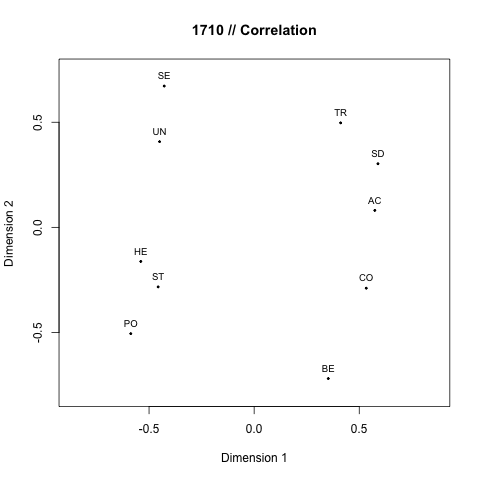 1710 // Correlation
SE
TR
UN
SD
AC
HE
ST
CO
PO
BE
Dimension 2
0.5
0.0
-0.5
-0.5
0.0
0.5
Dimension 1